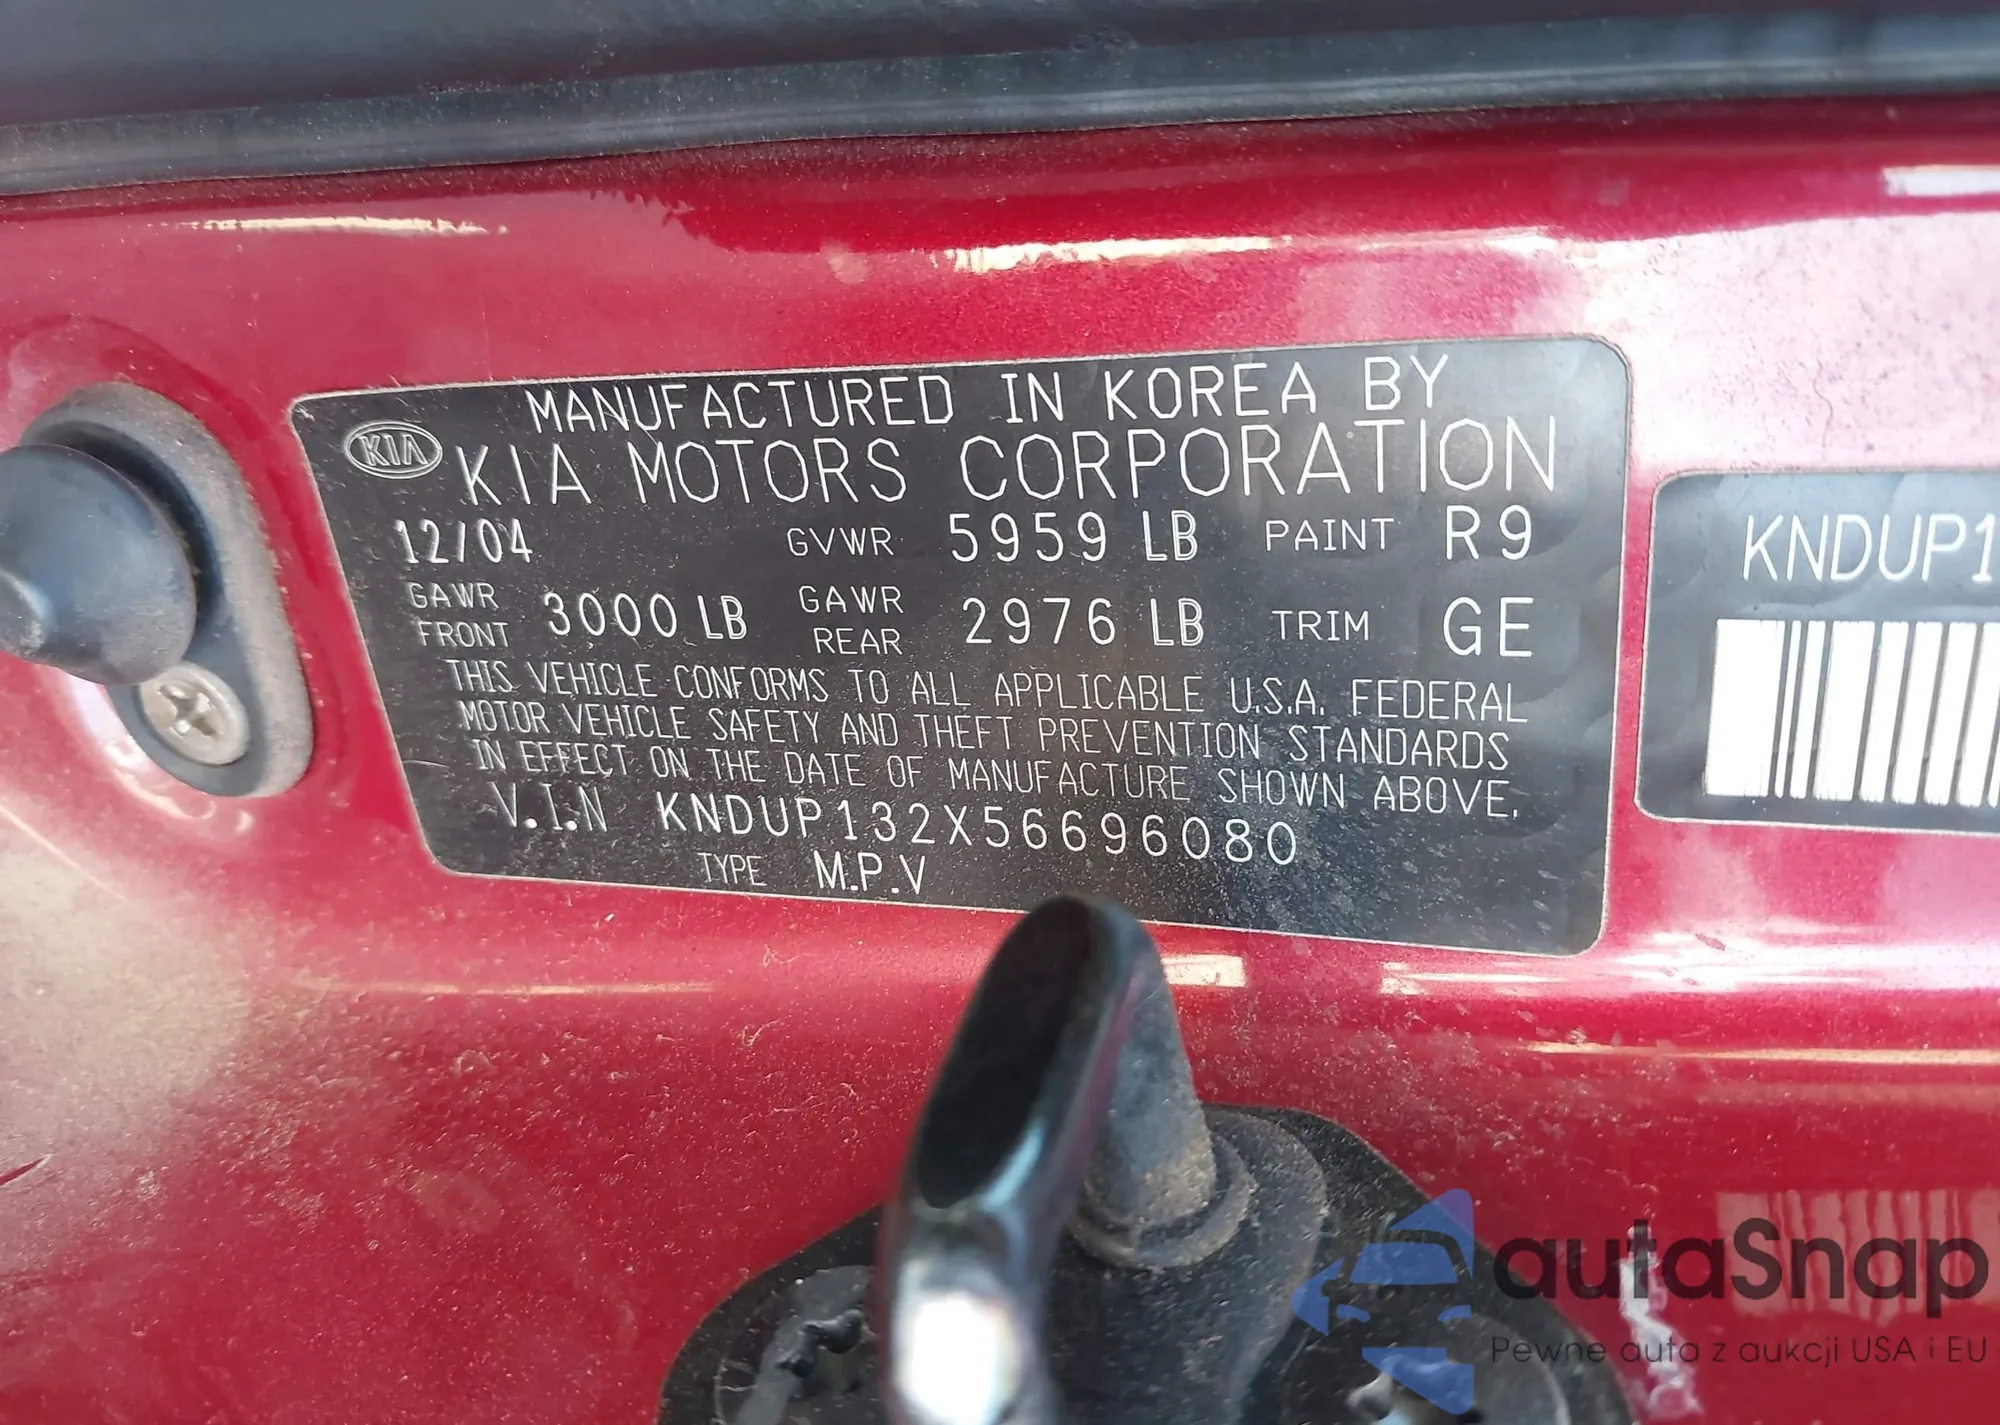 MANUFACTURED IN KOREA BY
KIA KIA MOTORS CORPORATION
12/04 GVWR 5959 LB PAINT R9
GAWR FRONT 3000 LB GAWR REAR 2976 LB TRIM GE
THIS VEHICLE CONFORMS TO ALL APPLICABLE U.S.A. FEDERAL
MOTOR VEHICLE SAFETY AND THEFT PREVENTION STANDARDS
IN EFFECT ON THE DATE OF MANUFACTURE SHOWN ABOVE.
V.I.N KNDUP132X56696080
TYPE M.P.V
KNDUP1
autaSnap
Pewne auta z aukcji USA i EU